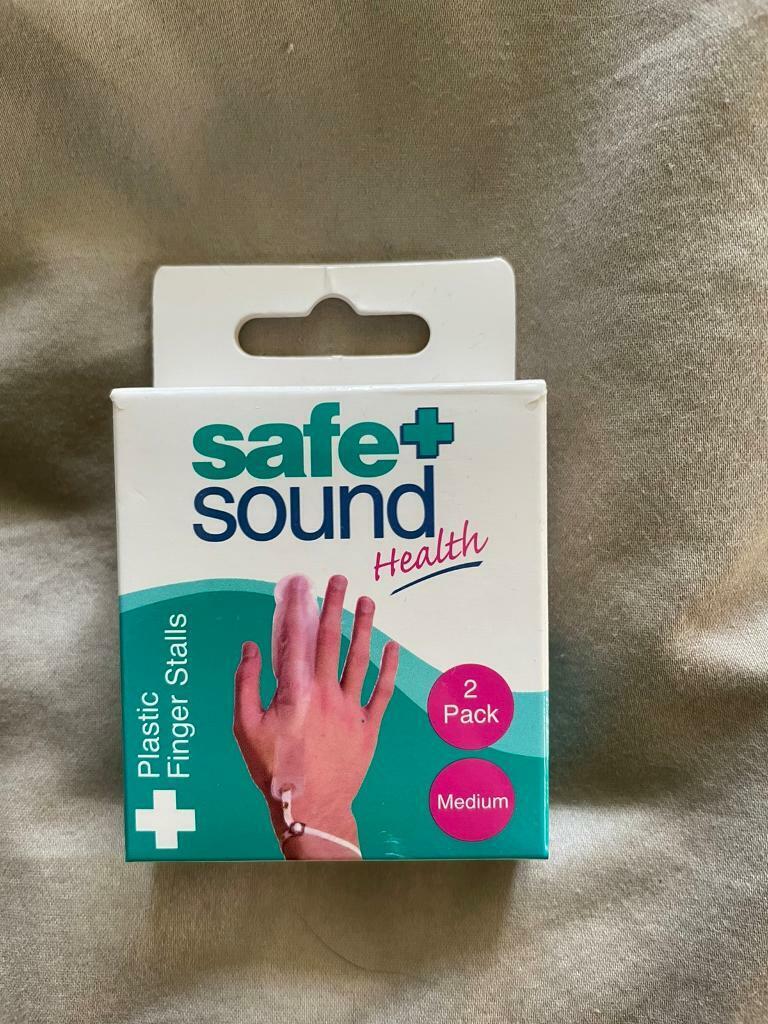 safe
sound
Health
Plastic
Finger Stalls
2
Pack
Medium